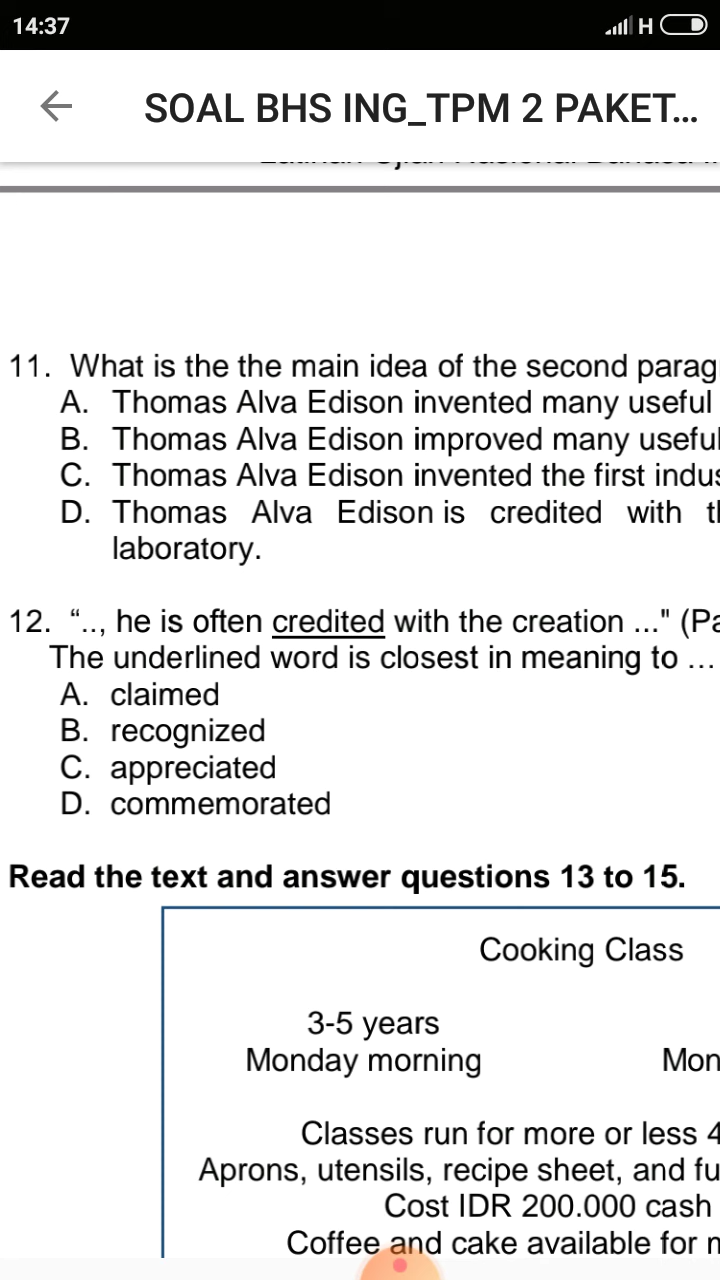 14:37
H
SOAL BHS ING_TPM 2 PAKET...
11. What is the the main idea of the second parag
A. Thomas Alva Edison invented many useful
B. Thomas Alva Edison improved many useful
C. Thomas Alva Edison invented the first indus
D. Thomas Alva Edison is credited with th
laboratory.
12. “.., he is often credited with the creation ..." (Pa
The underlined word is closest in meaning to ...
A. claimed
B. recognized
C. appreciated
D. commemorated
Read the text and answer questions 13 to 15.
Cooking Class
3-5 years
Monday morning
Mon
Classes run for more or less 4
Aprons, utensils, recipe sheet, and fu
Cost IDR 200.000 cash
Coffee and cake available for